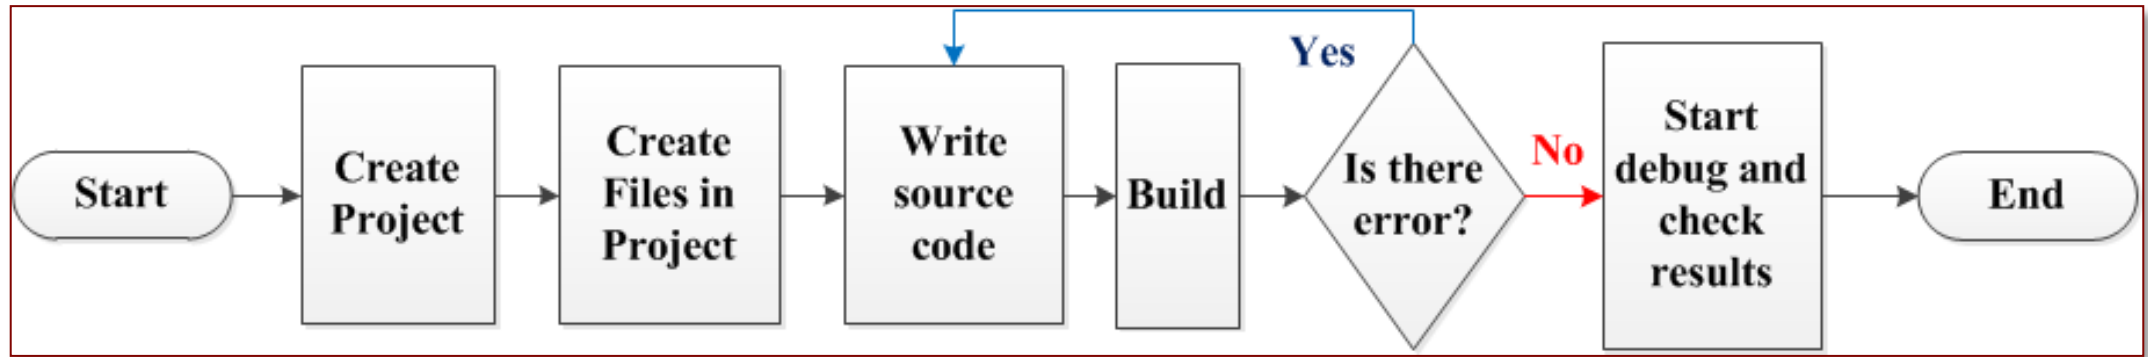 Start
Create
Project
Create
Files in
Project
Write
source
code
Build
Yes
Is there
error?
No
Start
debug and
check
results
End